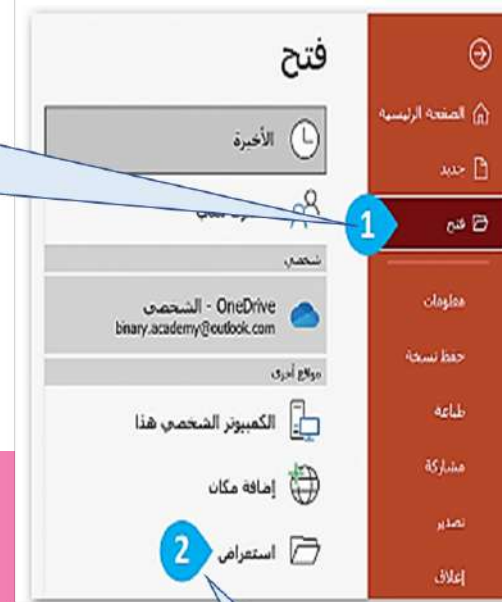 الصفحة الرئيسية
جديد
فتح
1
معلومات
حفظ نسخة
طباعة
مشاركة
تصدير
إغلاق
فتح
الأخيرة
شخصي
OneDrive - الشخصي
binary.academy@outlook.com
مواقع أخرى
الكمبيوتر الشخصي هذا
إضافة مكان
استعراض
2